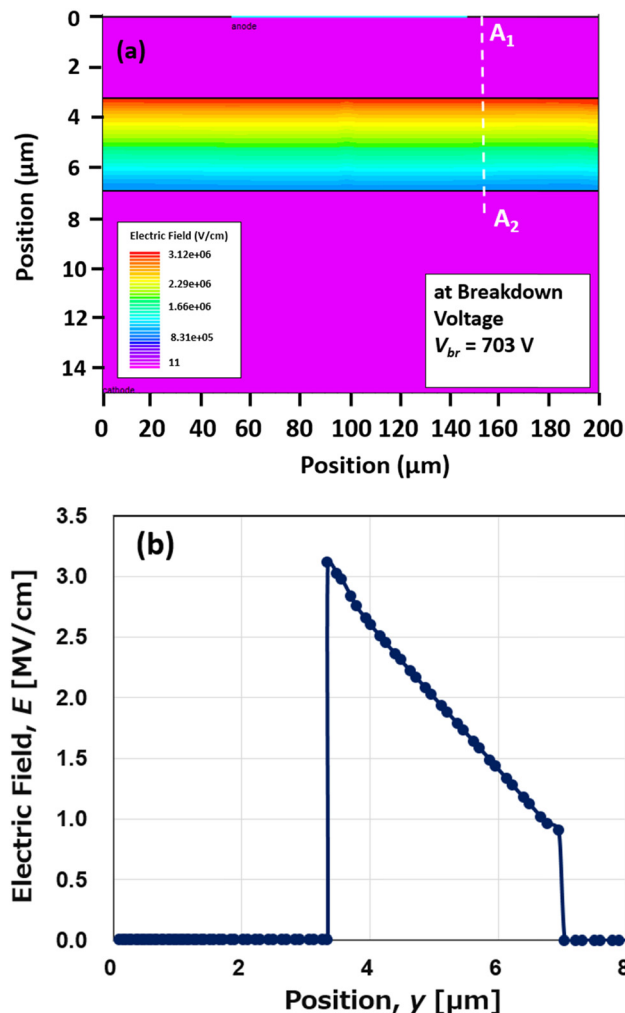 0
anode
(a)
A1
2
4
6
A2
8
10
12
14
Position (μm)
Electric Field (V/cm)
3.12e+06
2.29e+06
1.66e+06
8.31e+05
11
at Breakdown
Voltage
Vbr = 703 V
cathode
0 20 40 60 80 100 120 140 160 180 200
Position (μm)
(b)
3.5
3.0
2.5
2.0
1.5
1.0
0.5
0.0
Electric Field, E [MV/cm]
0 2 4 6 8
Position, y [μm]